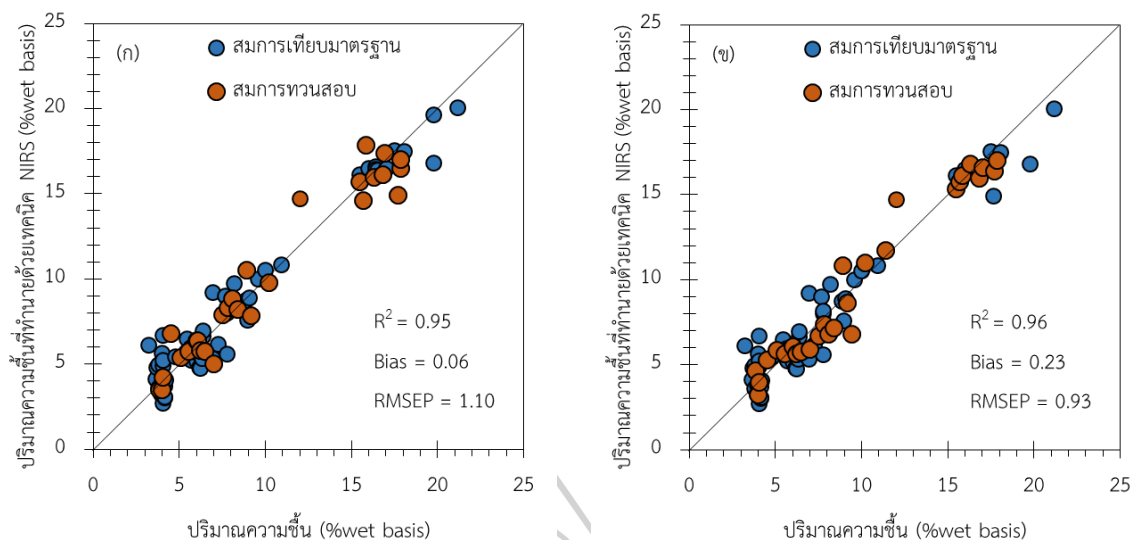 (ก)
สมการเทียบมาตรฐาน
สมการทวนสอบ
R2 = 0.95
Bias = 0.06
RMSEP = 1.10
ปริมาณความชื้นที่ทำนายด้วยเทคนิค NIRS (%wet basis)
25
20
15
10
5
0
0 5 10 15 20 25
ปริมาณความชื้น (%wet basis)
(ข)
สมการเทียบมาตรฐาน
สมการทวนสอบ
R2 = 0.96
Bias = 0.23
RMSEP = 0.93
ปริมาณความชื้นที่ทำนายด้วยเทคนิค NIRS (%wet basis)
25
20
15
10
5
0
0 5 10 15 20 25
ปริมาณความชื้น (%wet basis)